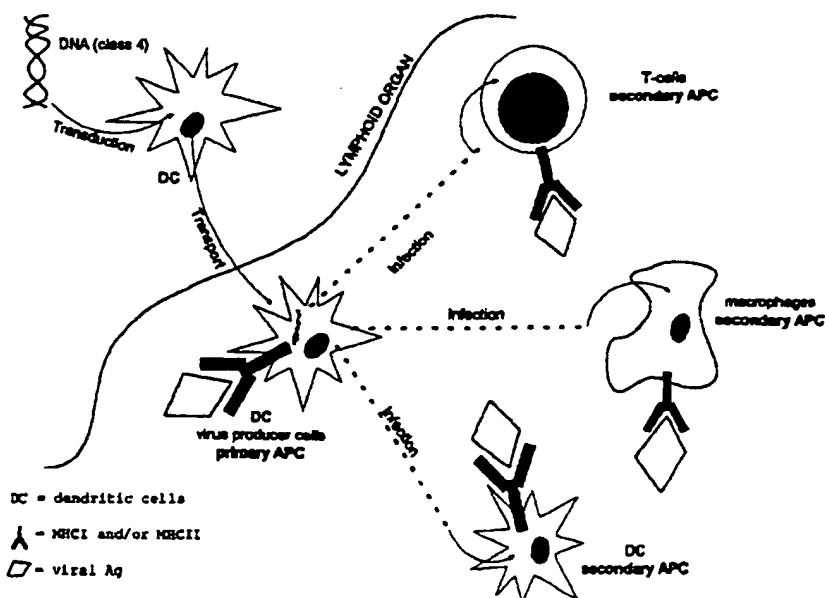 DNA (class 4)
Transduction
DC
LYMPHOID ORGAN
Transport
T-cells
secondary APC
Infection
Infection
macrophages
secondary APC
DC
virus producer cells
primary APC
Infection
DC
secondary APC
DC = dendritic cells
= MHCI and/or MHCII
= viral Ag